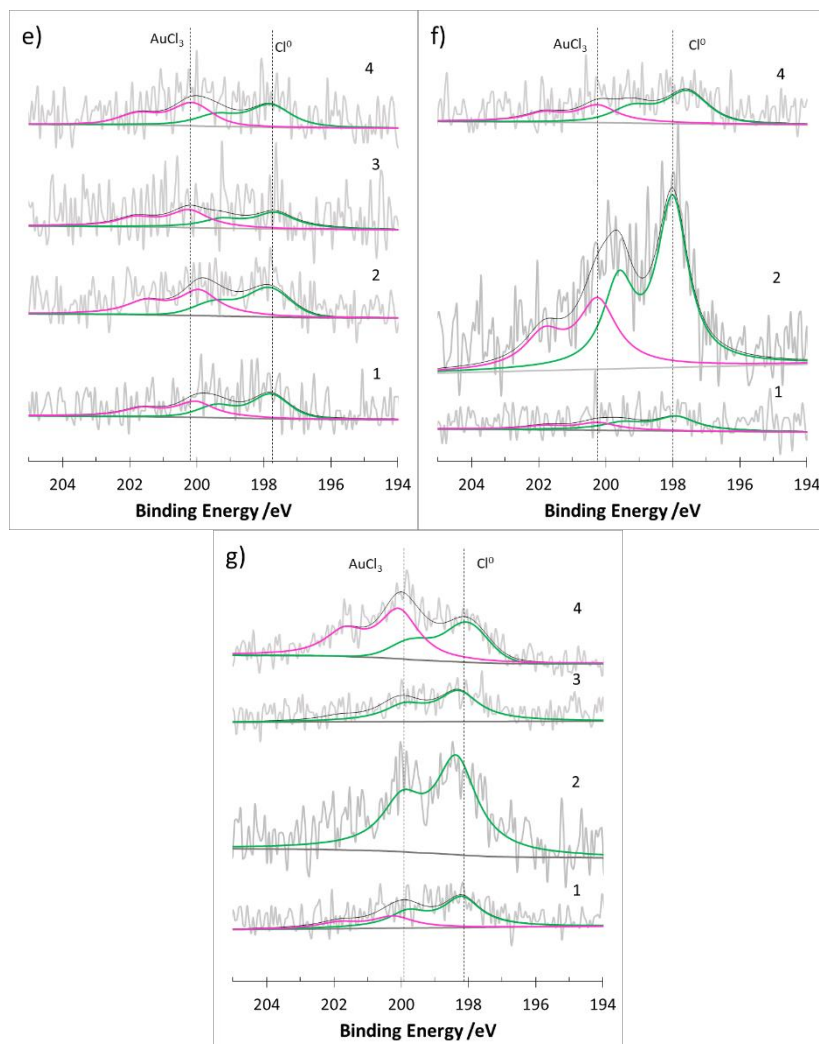 e)
AuCl₃ Cl⁰
4
3
2
1
204 202 200 198 196 194
Binding Energy /eV
f)
AuCl₃ Cl⁰
4
2
1
204 202 200 198 196 194
Binding Energy /eV
g)
AuCl₃ Cl⁰
4
3
2
1
204 202 200 198 196 194
Binding Energy /eV